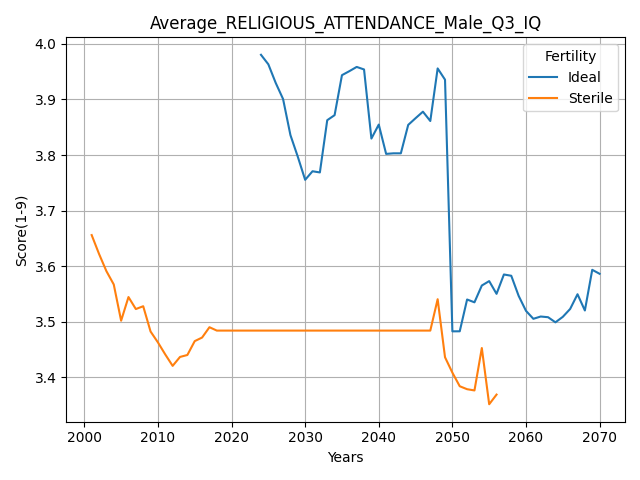 Average_RELIGIOUS_ATTENDANCE_Male_Q3_IQ
Fertility
Ideal
Sterile
Score(1-9)
4.0
3.9
3.8
3.7
3.6
3.5
3.4
2000 2010 2020 2030 2040 2050 2060 2070
Years